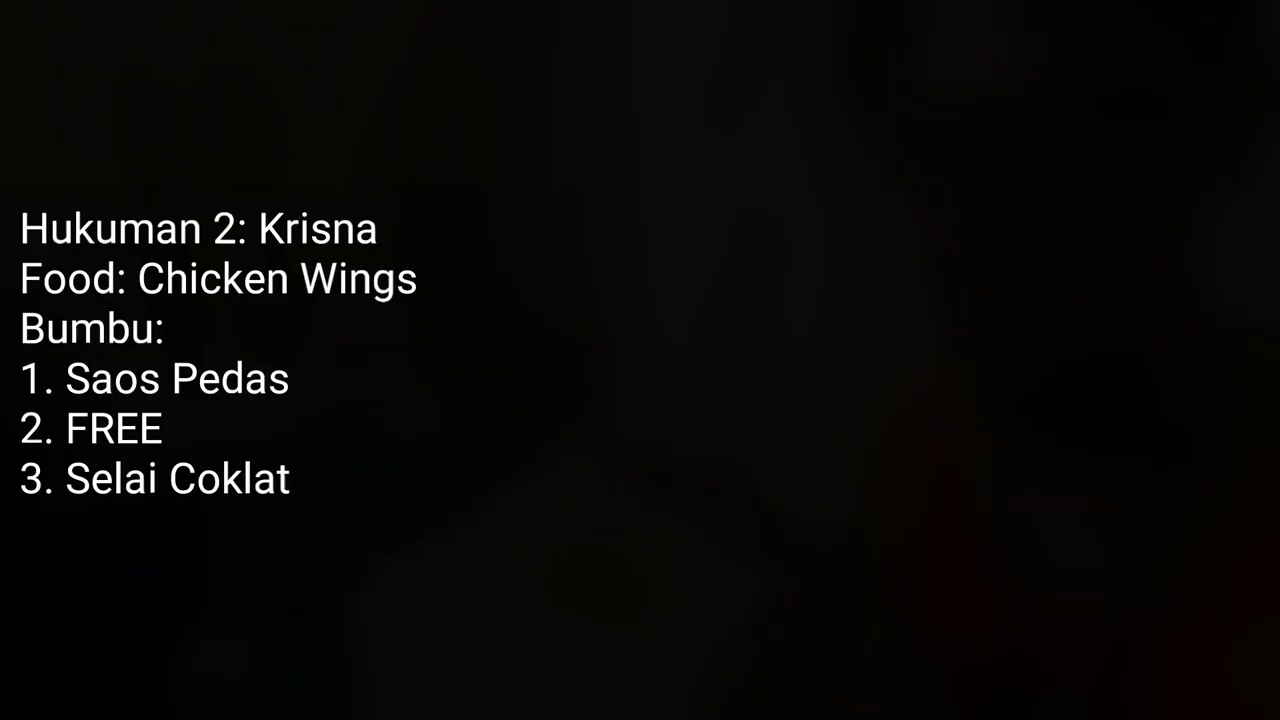 Hukuman 2: Krisna
Food: Chicken Wings
Bumbu:
1. Saos Pedas
2. FREE
3. Selai Coklat